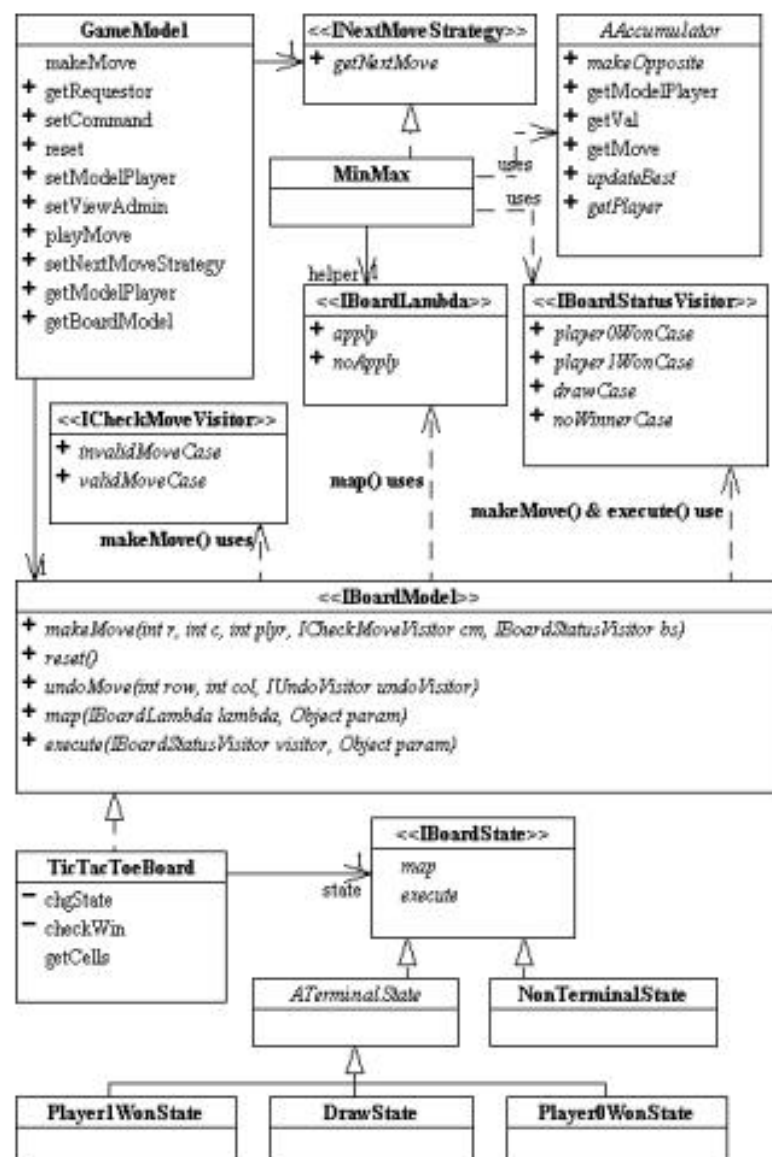 GameModel
makeMove
+ getRequestor
+ setCommand
+ reset
+ setModelPlayer
+ setViewAdmin
+ playMove
+ setNextMoveStrategy
+ getModelPlayer
+ getBoardModel
1
<<INextMoveStrategy>>
+ getNextMove
AAccumulator
+ makeOpposite
+ getModelPlayer
+ getVal
+ getMove
+ updateBest
+ getPlayer
MinMax
uses
uses
helper 1
<<IBoardLambda>>
+ apply
+ noApply
<<IBoardStatusVisitor>>
+ player0WonCase
+ player1WonCase
+ drawCase
+ noWinnerCase
<<ICheckMoveVisitor>>
+ invalidMoveCase
+ validMoveCase
map() uses
makeMove() & execute() use
makeMove() uses
1
<<IBoardModel>>
+ makeMove(int r, int c, int plyr, ICheckMoveVisitor cm, IBoardStatusVisitor bs)
+ reset()
+ undoMove(int row, int col, IUndoVisitor undoVisitor)
+ map(IBoardLambda lambda, Object param)
+ execute(IBoardStatusVisitor visitor, Object param)
TicTacToeBoard
- chgState
- checkWin
getCells
1
state
<<IBoardState>>
map
execute
ATerminalState
NonTerminalState
Player1WonState
DrawState
Player0WonState